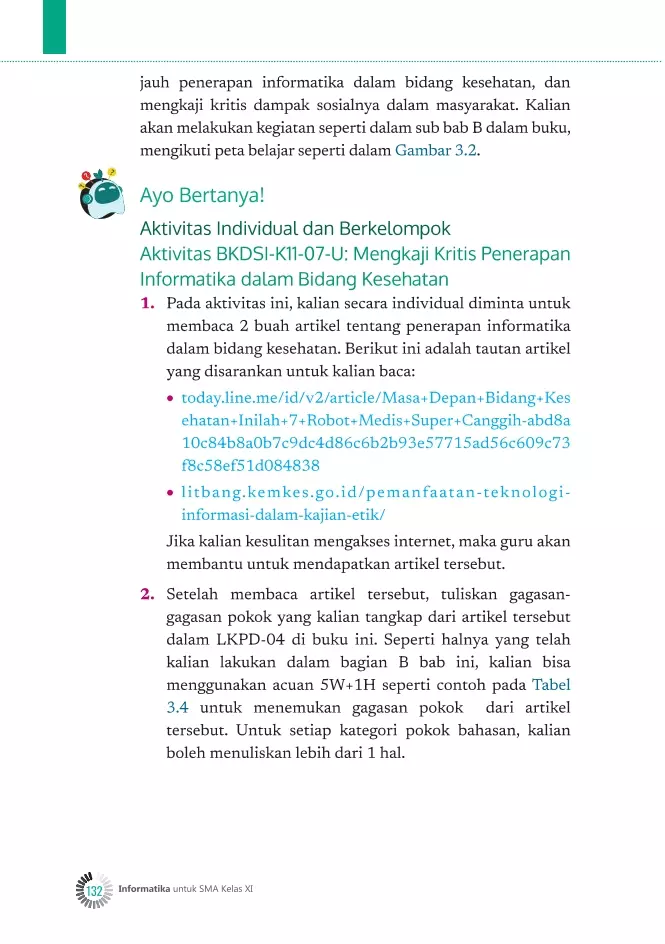 jauh penerapan informatika dalam bidang kesehatan, dan
mengkaji kritis dampak sosialnya dalam masyarakat. Kalian
akan melakukan kegiatan seperti dalam sub bab B dalam buku,
mengikuti peta belajar seperti dalam Gambar 3.2.
Ayo Bertanya!
Aktivitas Individual dan Berkelompok
Aktivitas BKDSI-K11-07-U: Mengkaji Kritis Penerapan
Informatika dalam Bidang Kesehatan
1. Pada aktivitas ini, kalian secara individual diminta untuk
membaca 2 buah artikel tentang penerapan informatika
dalam bidang kesehatan. Berikut ini adalah tautan artikel
yang disarankan untuk kalian baca:
• today.line.me/id/v2/article/Masa+Depan+Bidang+Kes
ehatan+Inilah+7+Robot+Medis+Super+Canggih-abd8a
10c84b8a0b7c9dc4d86c6b2b93e57715ad56c609c73
f8c58ef51d084838
• litbang.kemkes.go.id/pemanfaatan-teknologi-
informasi-dalam-kajian-etik/
Jika kalian kesulitan mengakses internet, maka guru akan
membantu untuk mendapatkan artikel tersebut.
2. Setelah membaca artikel tersebut, tuliskan gagasan-
gagasan pokok yang kalian tangkap dari artikel tersebut
dalam LKPD-04 di buku ini. Seperti halnya yang telah
kalian lakukan dalam bagian B bab ini, kalian bisa
menggunakan acuan 5W+1H seperti contoh pada Tabel
3.4 untuk menemukan gagasan pokok dari artikel
tersebut. Untuk setiap kategori pokok bahasan, kalian
boleh menuliskan lebih dari 1 hal.
132 Informatika untuk SMA Kelas XI